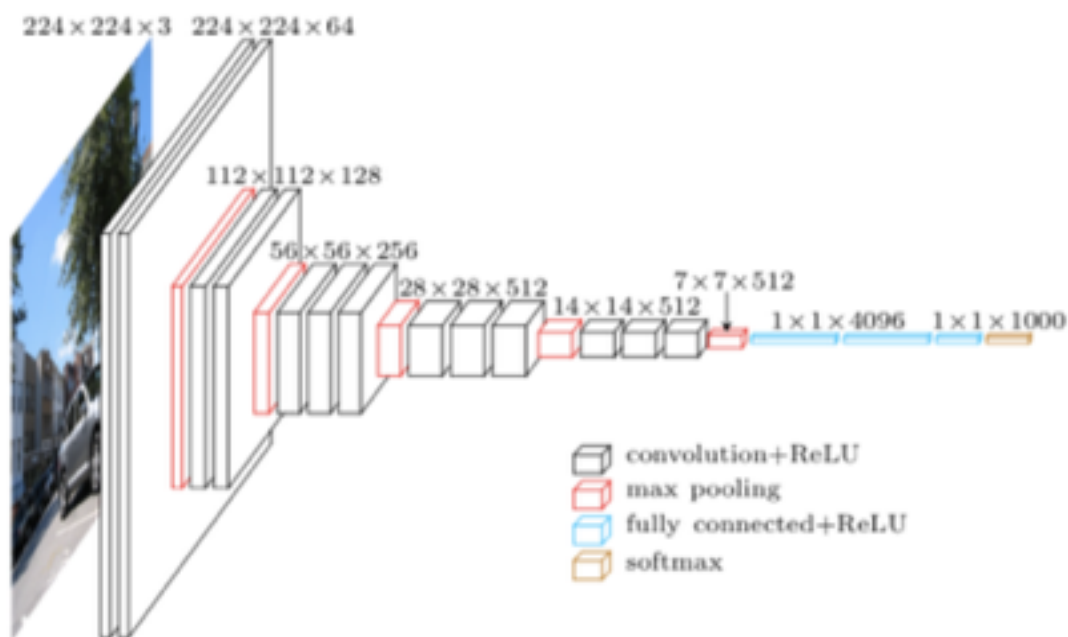 224×224×3
224×224×64
112×112×128
56×56×256
28×28×512
14×14×512
7×7×512
1×1×4096
1×1×1000
convolution+ReLU
max pooling
fully connected+ReLU
softmax